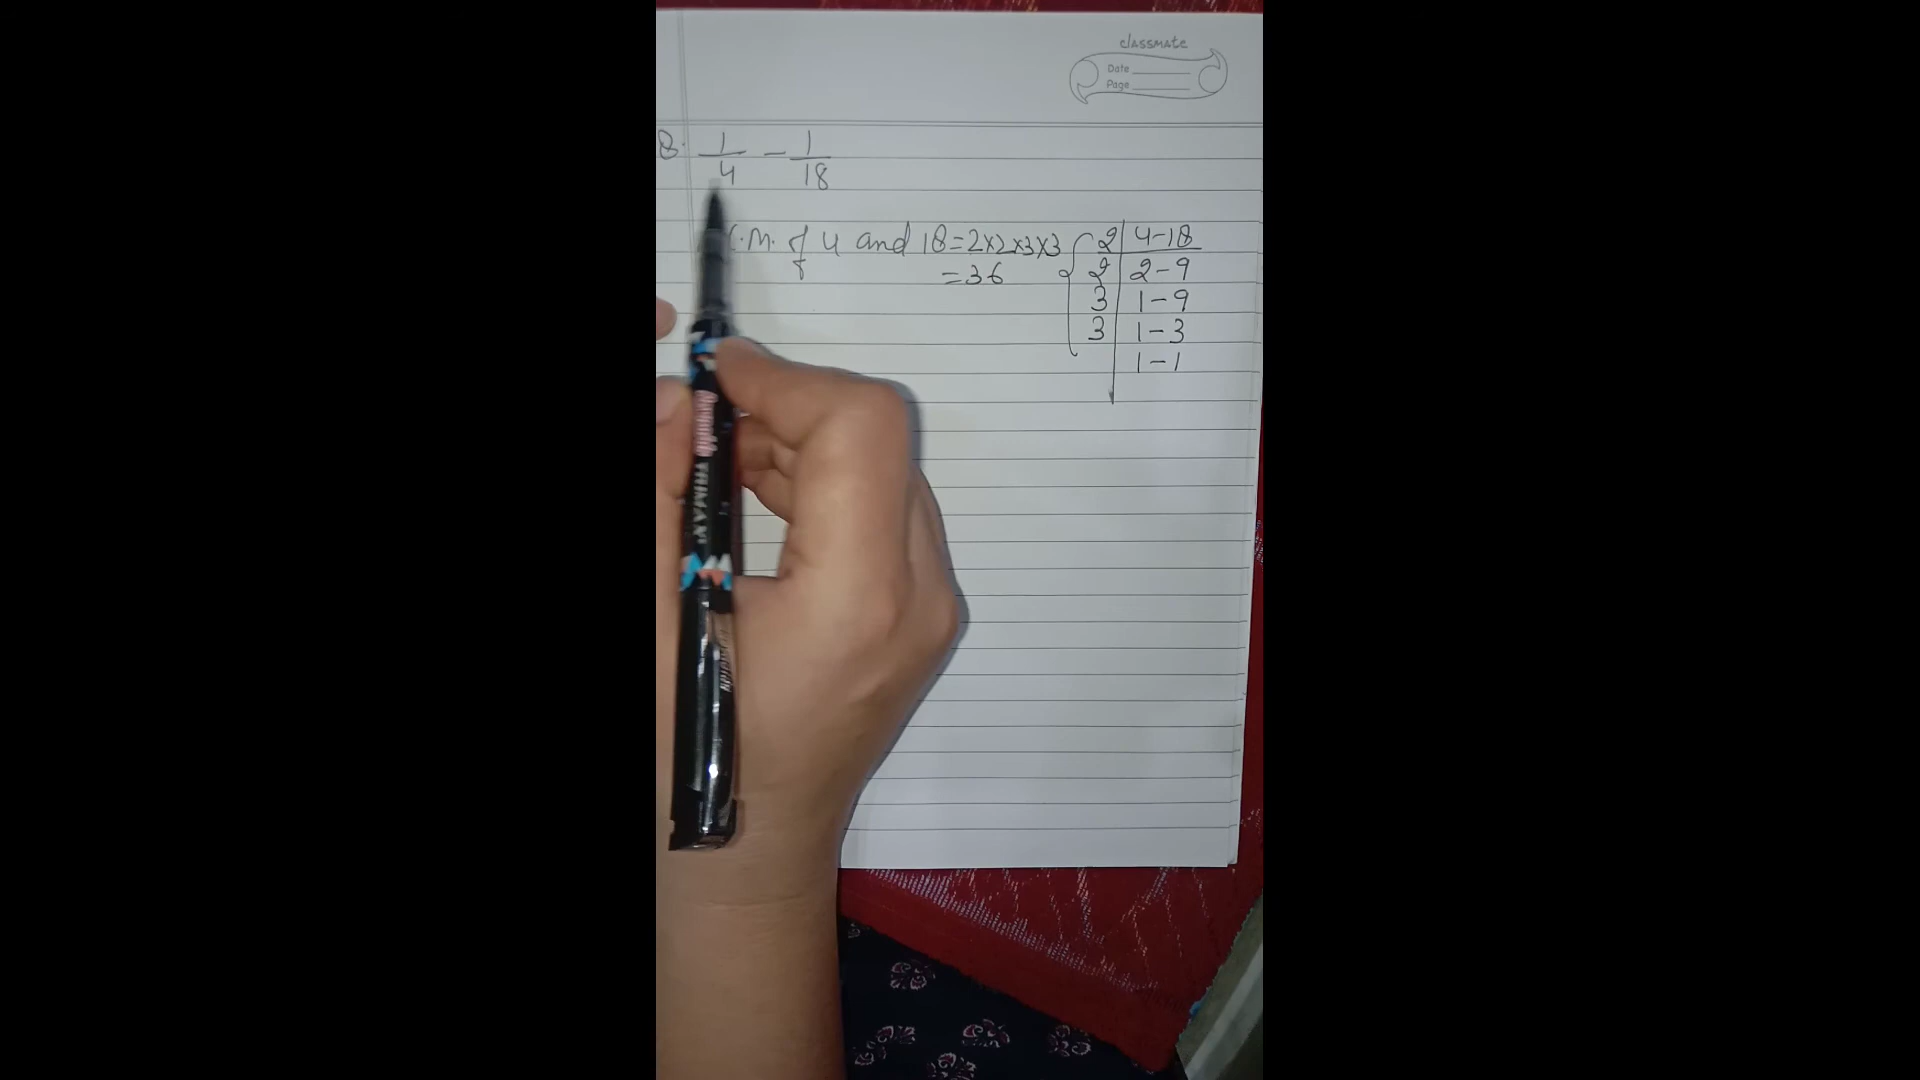 classmate
Date
Page
8. 1/4 - 1/18
.M. of 4 and 18 = 2×2×3×3
= 36
2 | 4-18
2 | 2-9
3 | 1-9
3 | 1-3
1-1
TRIMAX